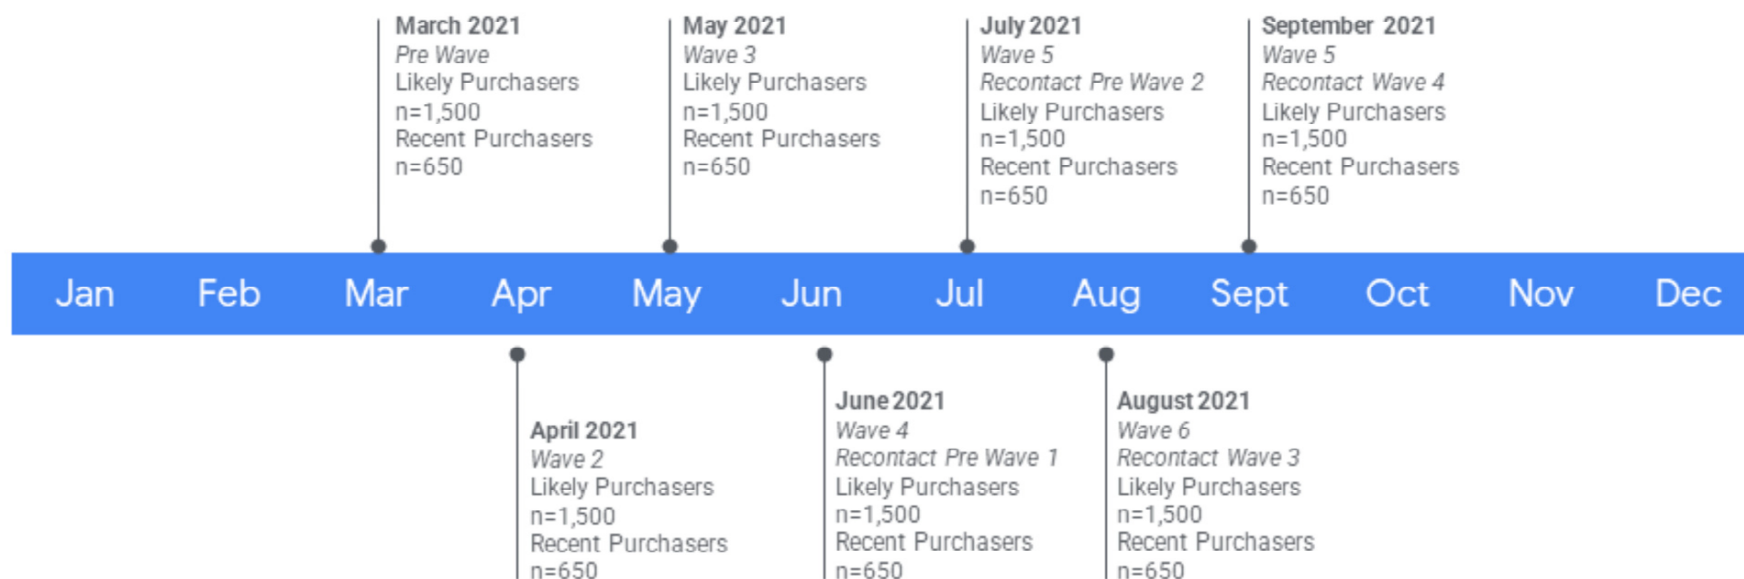 March 2021
Pre Wave
Likely Purchasers
n=1,500
Recent Purchasers
n=650
May 2021
Wave 3
Likely Purchasers
n=1,500
Recent Purchasers
n=650
July 2021
Wave 5
Recontact Pre Wave 2
Likely Purchasers
n=1,500
Recent Purchasers
n=650
September 2021
Wave 5
Recontact Wave 4
Likely Purchasers
n=1,500
Recent Purchasers
n=650
Jan Feb Mar Apr May Jun Jul Aug Sept Oct Nov Dec
April 2021
Wave 2
Likely Purchasers
n=1,500
Recent Purchasers
n=650
June 2021
Wave 4
Recontact Pre Wave 1
Likely Purchasers
n=1,500
Recent Purchasers
n=650
August 2021
Wave 6
Recontact Wave 3
Likely Purchasers
n=1,500
Recent Purchasers
n=650